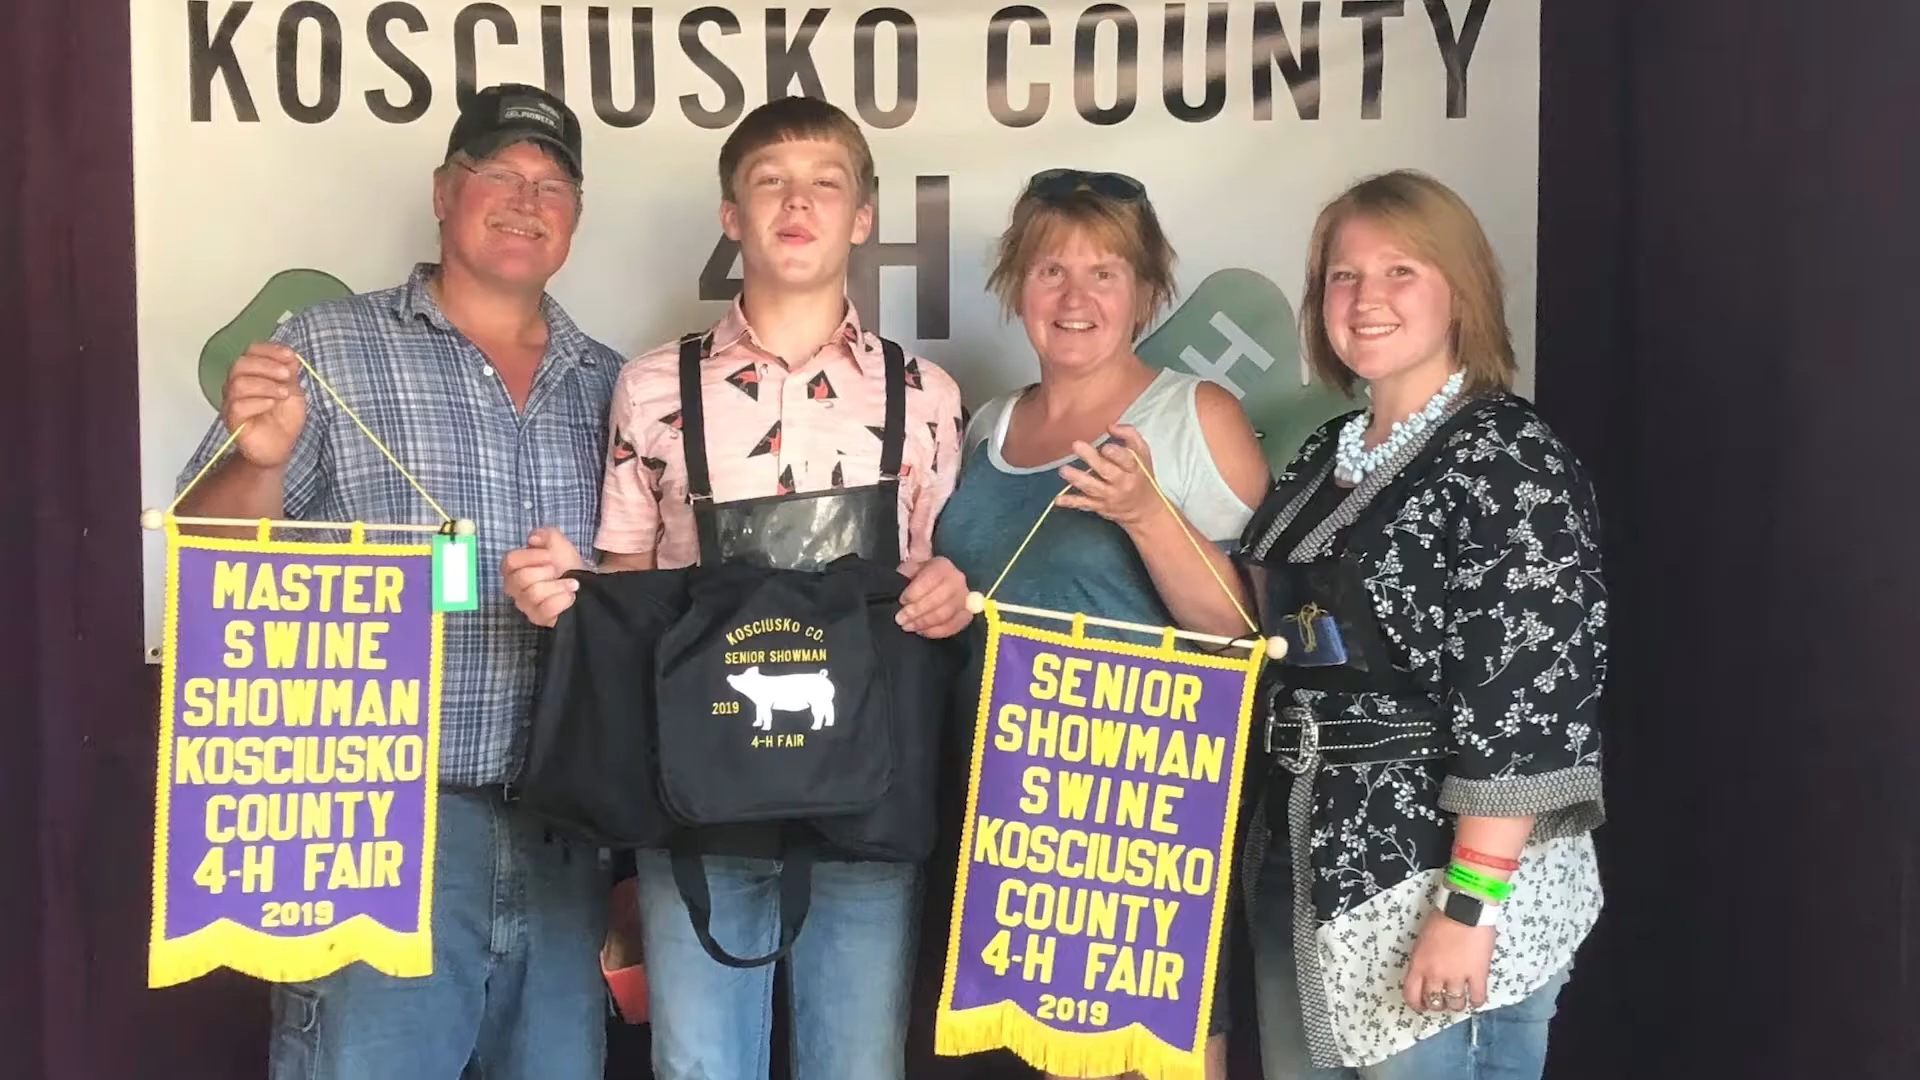 KOSCIUSKO COUNTY
4-H
PIONEER
H
MASTER
SWINE
SHOWMAN
KOSCIUSKO
COUNTY
4-H FAIR
2019
KOSCIUSKO CO.
SENIOR SHOWMAN
2019
4-H FAIR
SENIOR
SHOWMAN
SWINE
KOSCIUSKO
COUNTY
4-H FAIR
2019